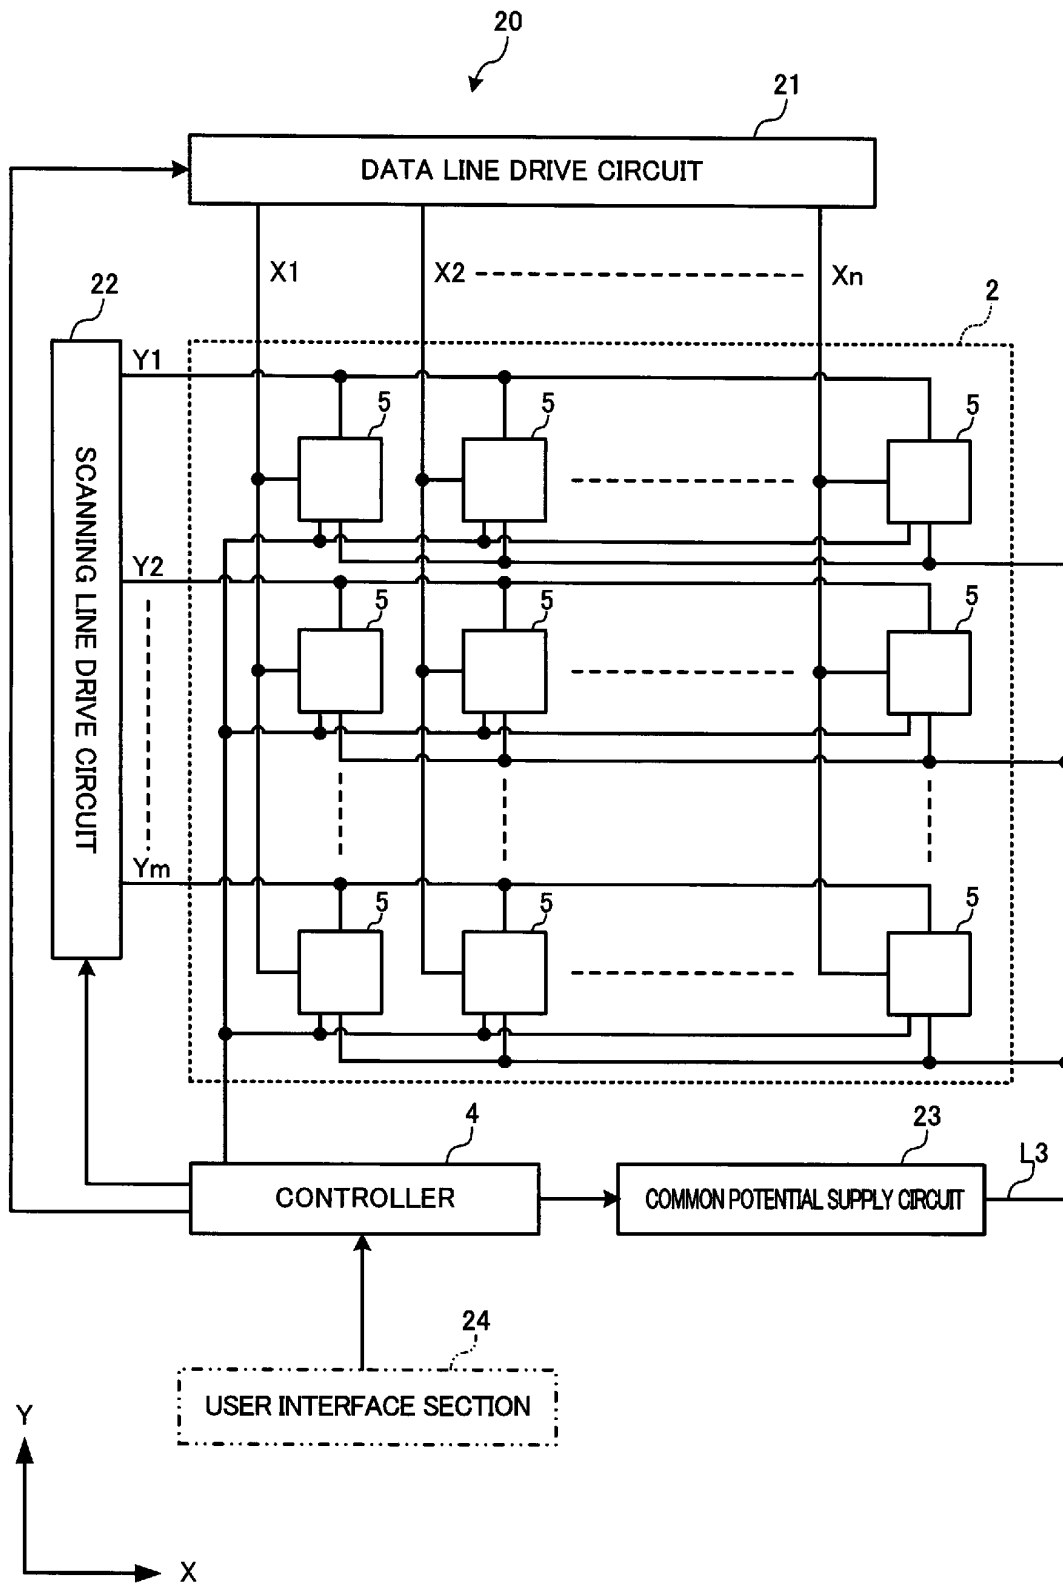 20
21
DATA LINE DRIVE CIRCUIT
X1
X2
Xn
22
2
Y1
5
5
5
SCANNING LINE DRIVE CIRCUIT
Y2
5
5
5
Ym
5
5
5
4
23
L3
CONTROLLER
COMMON POTENTIAL SUPPLY CIRCUIT
24
USER INTERFACE SECTION
Y
X